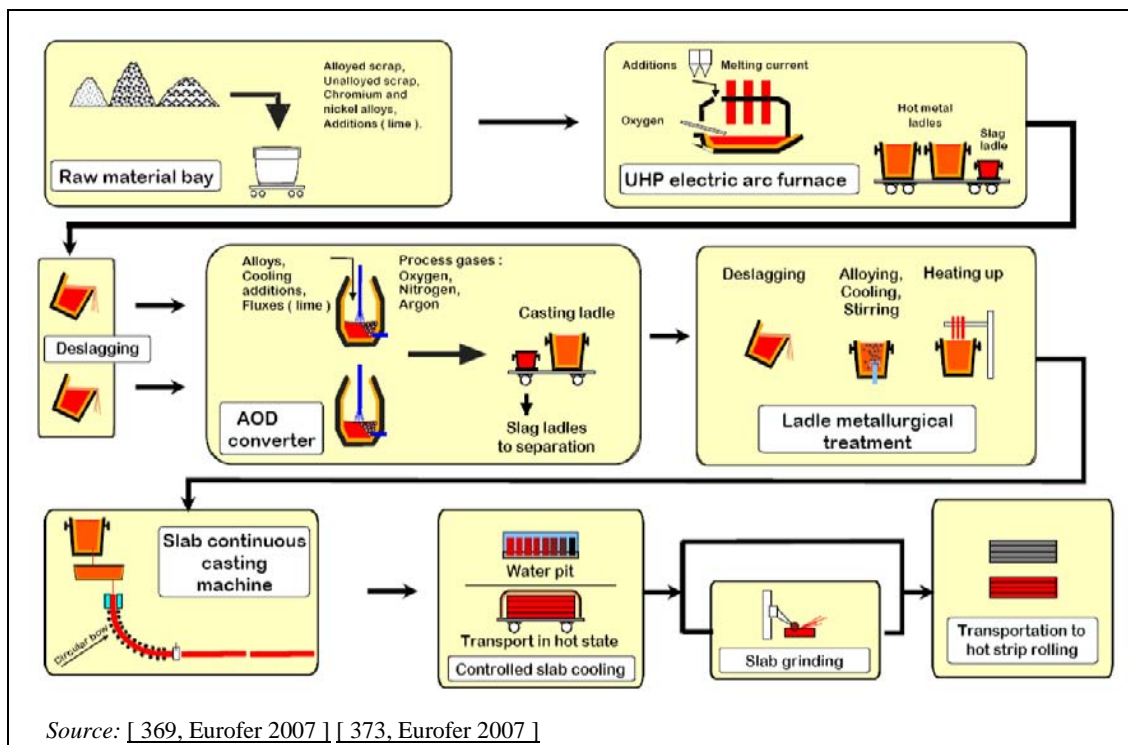 Alloyed scrap,
Unalloyed scrap,
Chromium and
nickel alloys,
Additions ( lime ).
Raw material bay
Additions
Melting current
Oxygen
Hot metal
ladles
Slag
ladle
UHP electric arc furnace
Deslagging
Alloys,
Cooling
additions,
Fluxes ( lime )
Process gases :
Oxygen,
Nitrogen,
Argon
Casting ladle
AOD
converter
Slag ladles
to separation
Deslagging
Alloying,
Cooling,
Stirring
Heating up
Ladle metallurgical
treatment
Slab continuous
casting
machine
Circular bow
Water pit
Transport in hot state
Controlled slab cooling
Slab grinding
Transportation to
hot strip rolling
Source: [ 369, Eurofer 2007 ] [ 373, Eurofer 2007 ]